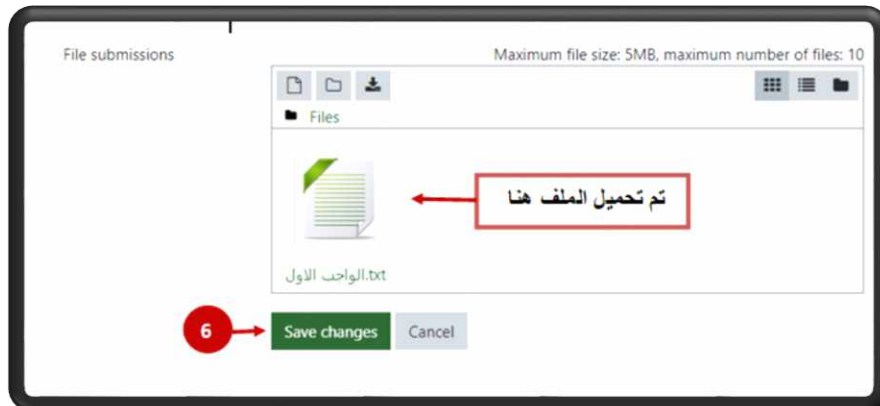 File submissions
Maximum file size: 5MB, maximum number of files: 10
Files
تم تحميل الملف هنا
الواجب الاول.txt
6
Save changes
Cancel